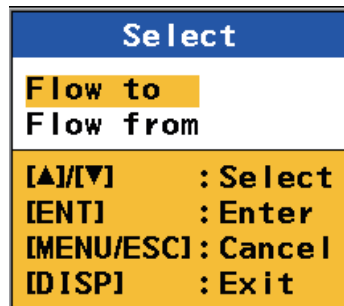 Select
Flow to
Flow from
[▲]/[▼] :Select
[ENT] :Enter
[MENU/ESC]:Cancel
[DISP] :Exit